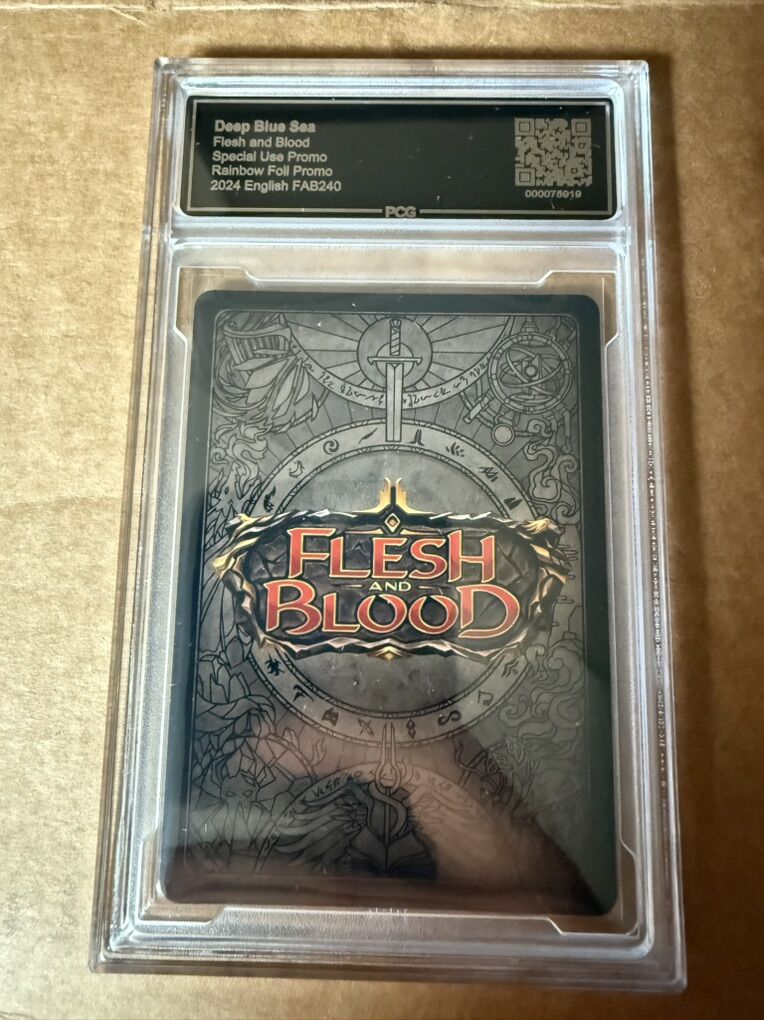 Deep Blue Sea
Flesh and Blood
Special Use Promo
Rainbow Foil Promo
2024 English FAB240
000075919
PCG
FLESH
AND
BLOOD